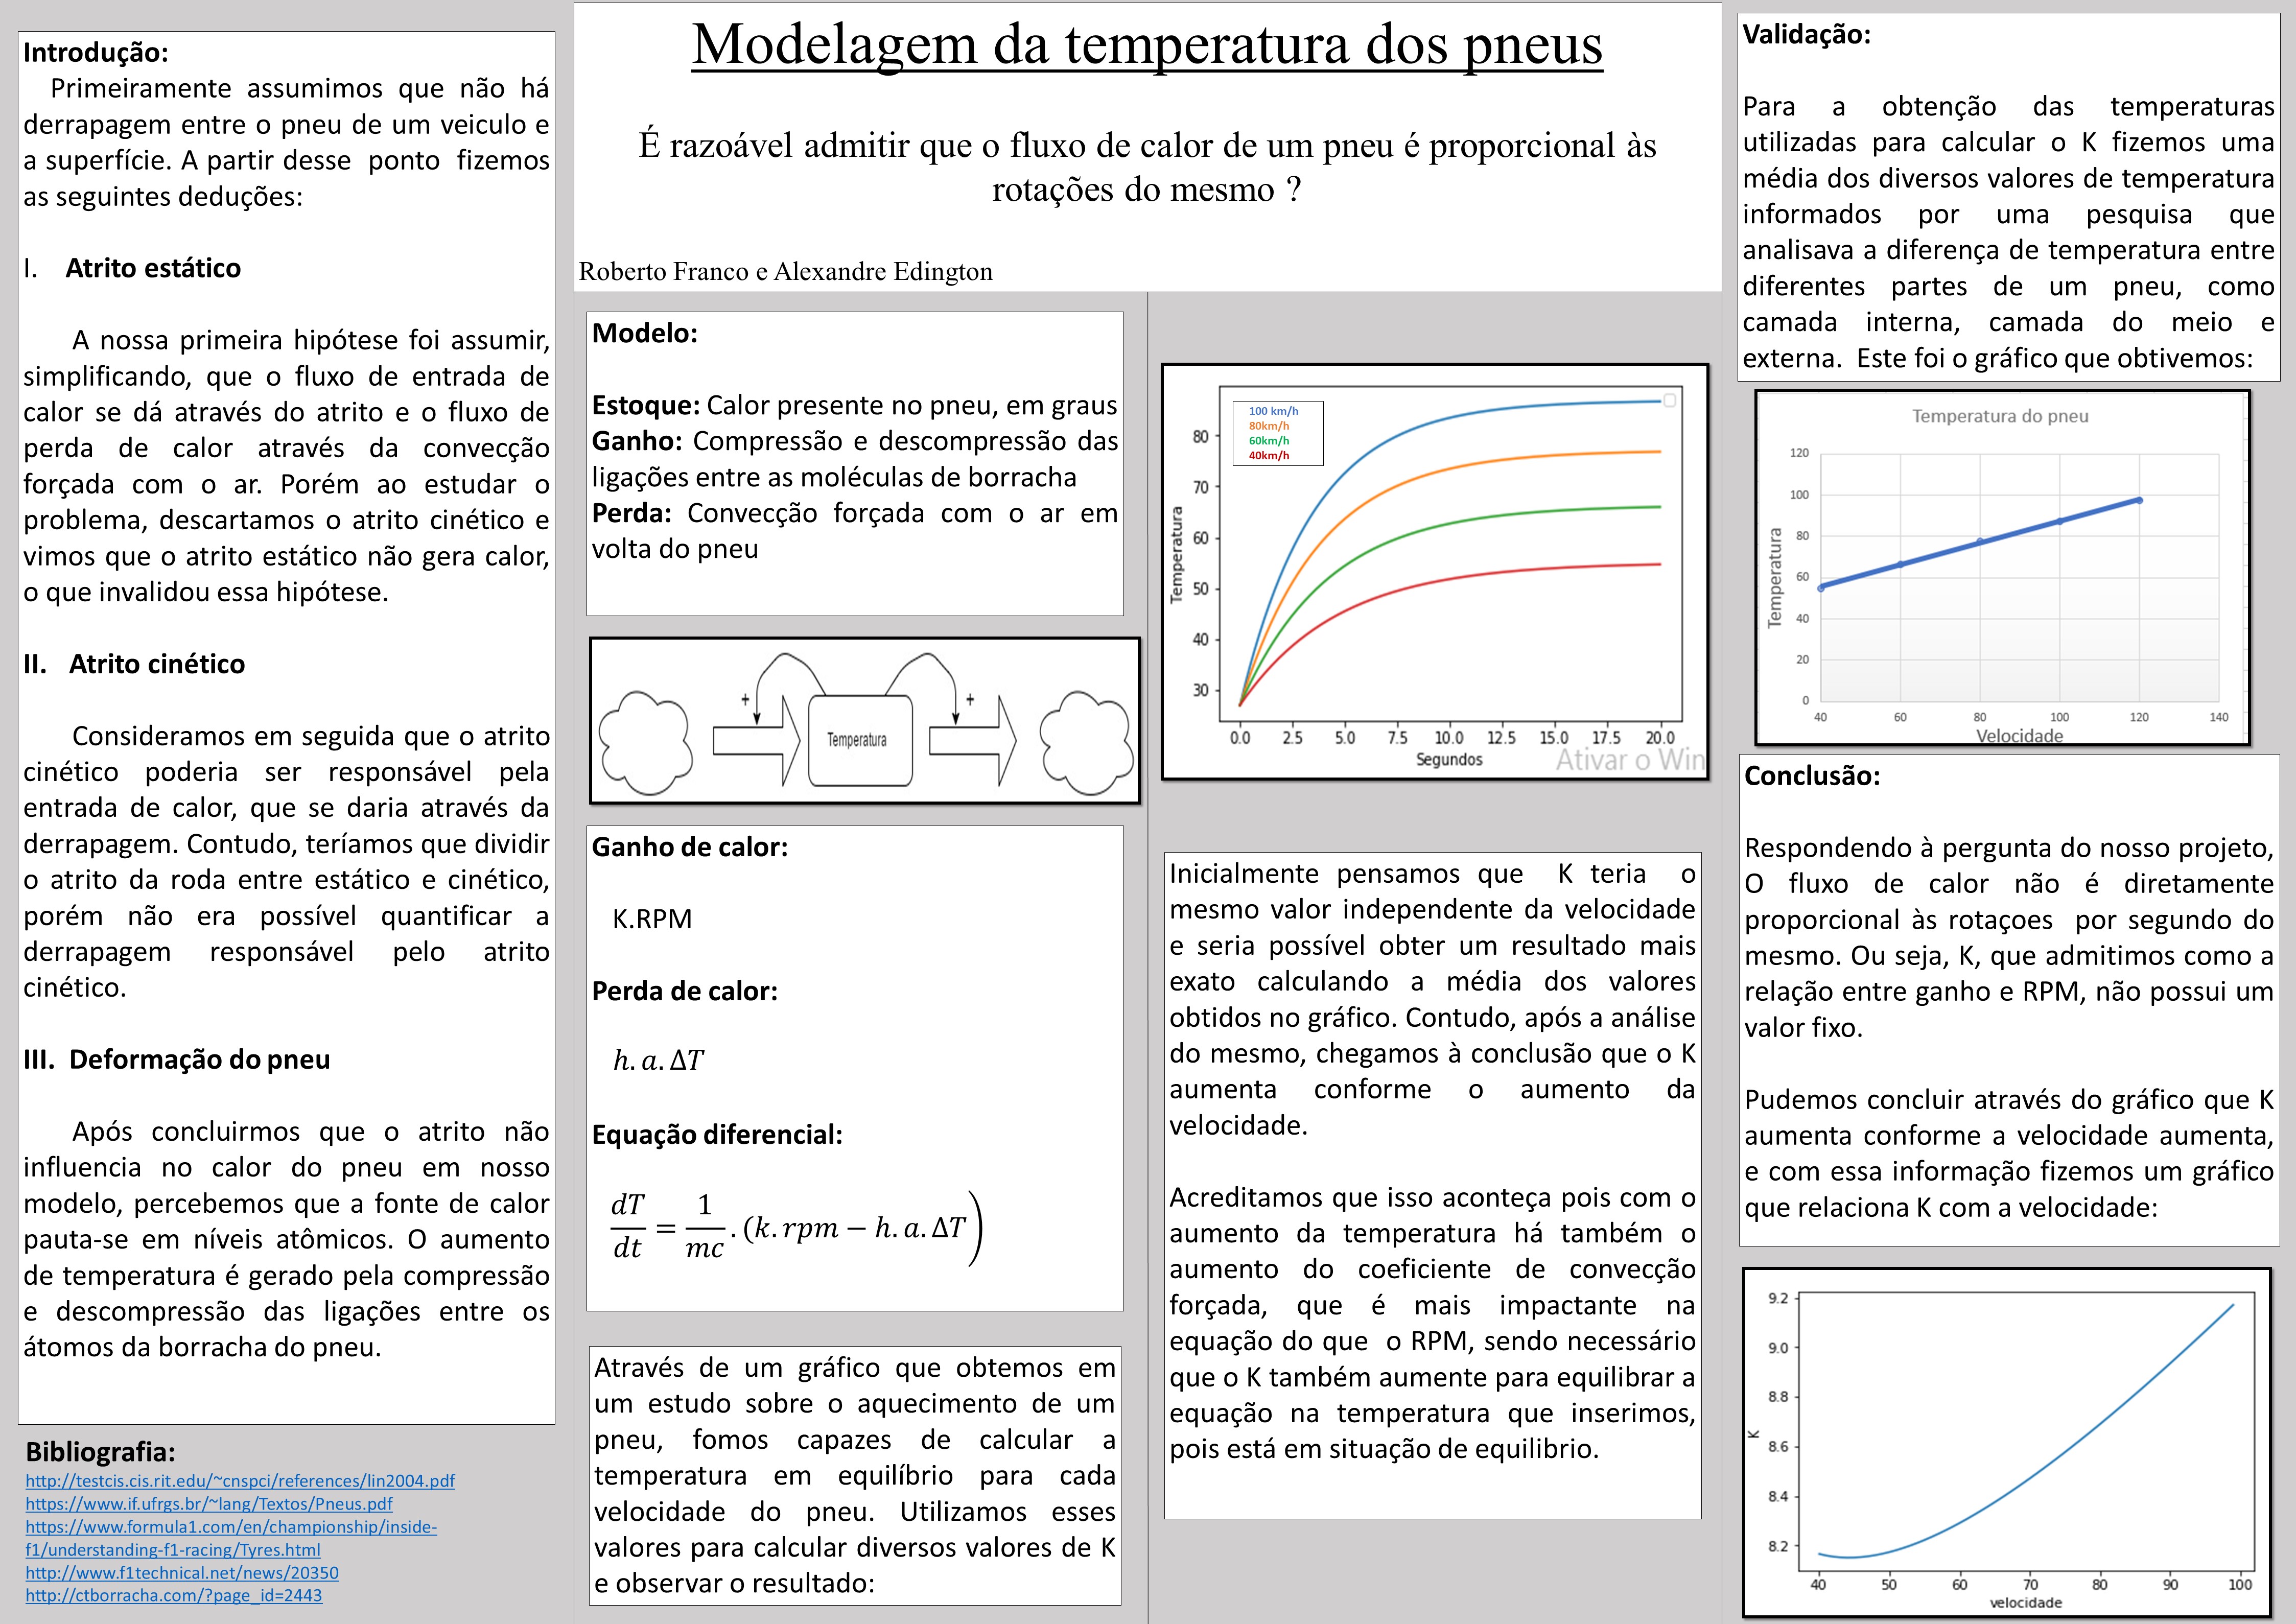 Modelagem da temperatura dos pneus
É razoável admitir que o fluxo de calor de um pneu é proporcional às
rotações do mesmo ?
Roberto Franco e Alexandre Edington
Introdução:
Primeiramente assumimos que não há
derrapagem entre o pneu de um veiculo e
a superfície. A partir desse ponto fizemos
as seguintes deduções:
I. Atrito estático
A nossa primeira hipótese foi assumir,
simplificando, que o fluxo de entrada de
calor se dá através do atrito e o fluxo de
perda de calor através da convecção
forçada com o ar. Porém ao estudar o
problema, descartamos o atrito cinético e
vimos que o atrito estático não gera calor,
o que invalidou essa hipótese.
II. Atrito cinético
Consideramos em seguida que o atrito
cinético poderia ser responsável pela
entrada de calor, que se daria através da
derrapagem. Contudo, teríamos que dividir
o atrito da roda entre estático e cinético,
porém não era possível quantificar a
derrapagem responsável pelo atrito
cinético.
III. Deformação do pneu
Após concluirmos que o atrito não
influencia no calor do pneu em nosso
modelo, percebemos que a fonte de calor
pauta-se em níveis atômicos. O aumento
de temperatura é gerado pela compressão
e descompressão das ligações entre os
átomos da borracha do pneu.
Bibliografia:
http://testcis.cis.rit.edu/~cnspci/references/lin2004.pdf
https://www.if.ufrgs.br/~lang/Textos/Pneus.pdf
https://www.formula1.com/en/championship/inside-
f1/understanding-f1-racing/Tyres.html
http://www.f1technical.net/news/20350
http://ctborracha.com/?page_id=2443
Modelo:
Estoque: Calor presente no pneu, em graus
Ganho: Compressão e descompressão das
ligações entre as moléculas de borracha
Perda: Convecção forçada com o ar em
volta do pneu
+
Temperatura
+
Ganho de calor:
K.RPM
Perda de calor:
h. a. ΔT
Equação diferencial:
dT/dt = 1/mc . (k. rpm − h. a. ΔT)
Através de um gráfico que obtemos em
um estudo sobre o aquecimento de um
pneu, fomos capazes de calcular a
temperatura em equilíbrio para cada
velocidade do pneu. Utilizamos esses
valores para calcular diversos valores de K
e observar o resultado:
100 km/h
80km/h
60km/h
40km/h
80
70
60
50
40
30
Temperatura
0.0 2.5 5.0 7.5 10.0 12.5 15.0 17.5 20.0
Segundos
Ativar o Win
Inicialmente pensamos que K teria o
mesmo valor independente da velocidade
e seria possível obter um resultado mais
exato calculando a média dos valores
obtidos no gráfico. Contudo, após a análise
do mesmo, chegamos à conclusão que o K
aumenta conforme o aumento da
velocidade.
Acreditamos que isso aconteça pois com o
aumento da temperatura há também o
aumento do coeficiente de convecção
forçada, que é mais impactante na
equação do que o RPM, sendo necessário
que o K também aumente para equilibrar a
equação na temperatura que inserimos,
pois está em situação de equilibrio.
Validação:
Para a obtenção das temperaturas
utilizadas para calcular o K fizemos uma
média dos diversos valores de temperatura
informados por uma pesquisa que
analisava a diferença de temperatura entre
diferentes partes de um pneu, como
camada interna, camada do meio e
externa. Este foi o gráfico que obtivemos:
Temperatura do pneu
120
100
80
60
40
20
0
Temperatura
40 60 80 100 120 140
Velocidade
Conclusão:
Respondendo à pergunta do nosso projeto,
O fluxo de calor não é diretamente
proporcional às rotaçoes por segundo do
mesmo. Ou seja, K, que admitimos como a
relação entre ganho e RPM, não possui um
valor fixo.
Pudemos concluir através do gráfico que K
aumenta conforme a velocidade aumenta,
e com essa informação fizemos um gráfico
que relaciona K com a velocidade:
9.2
9.0
8.8
8.6
8.4
8.2
K
40 50 60 70 80 90 100
velocidade